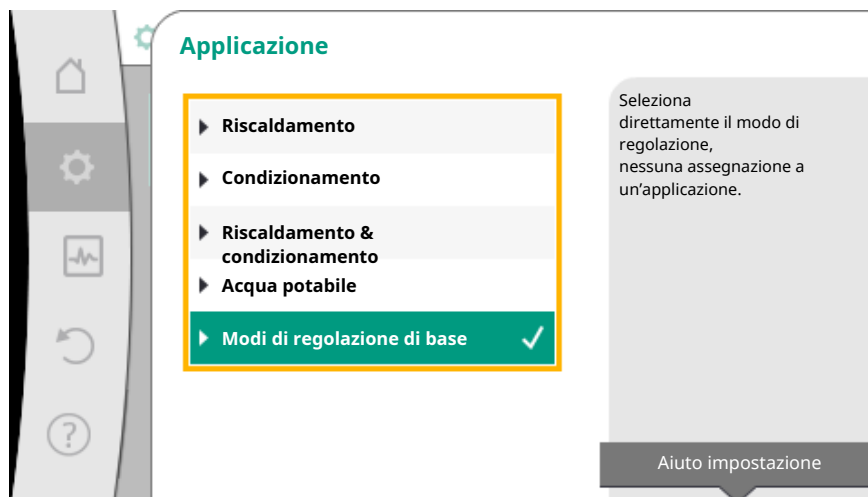 Applicazione
Riscaldamento
Condizionamento
Riscaldamento &
condizionamento
Acqua potabile
Modi di regolazione di base
Seleziona
direttamente il modo di
regolazione,
nessuna assegnazione a
un’applicazione.
Aiuto impostazione